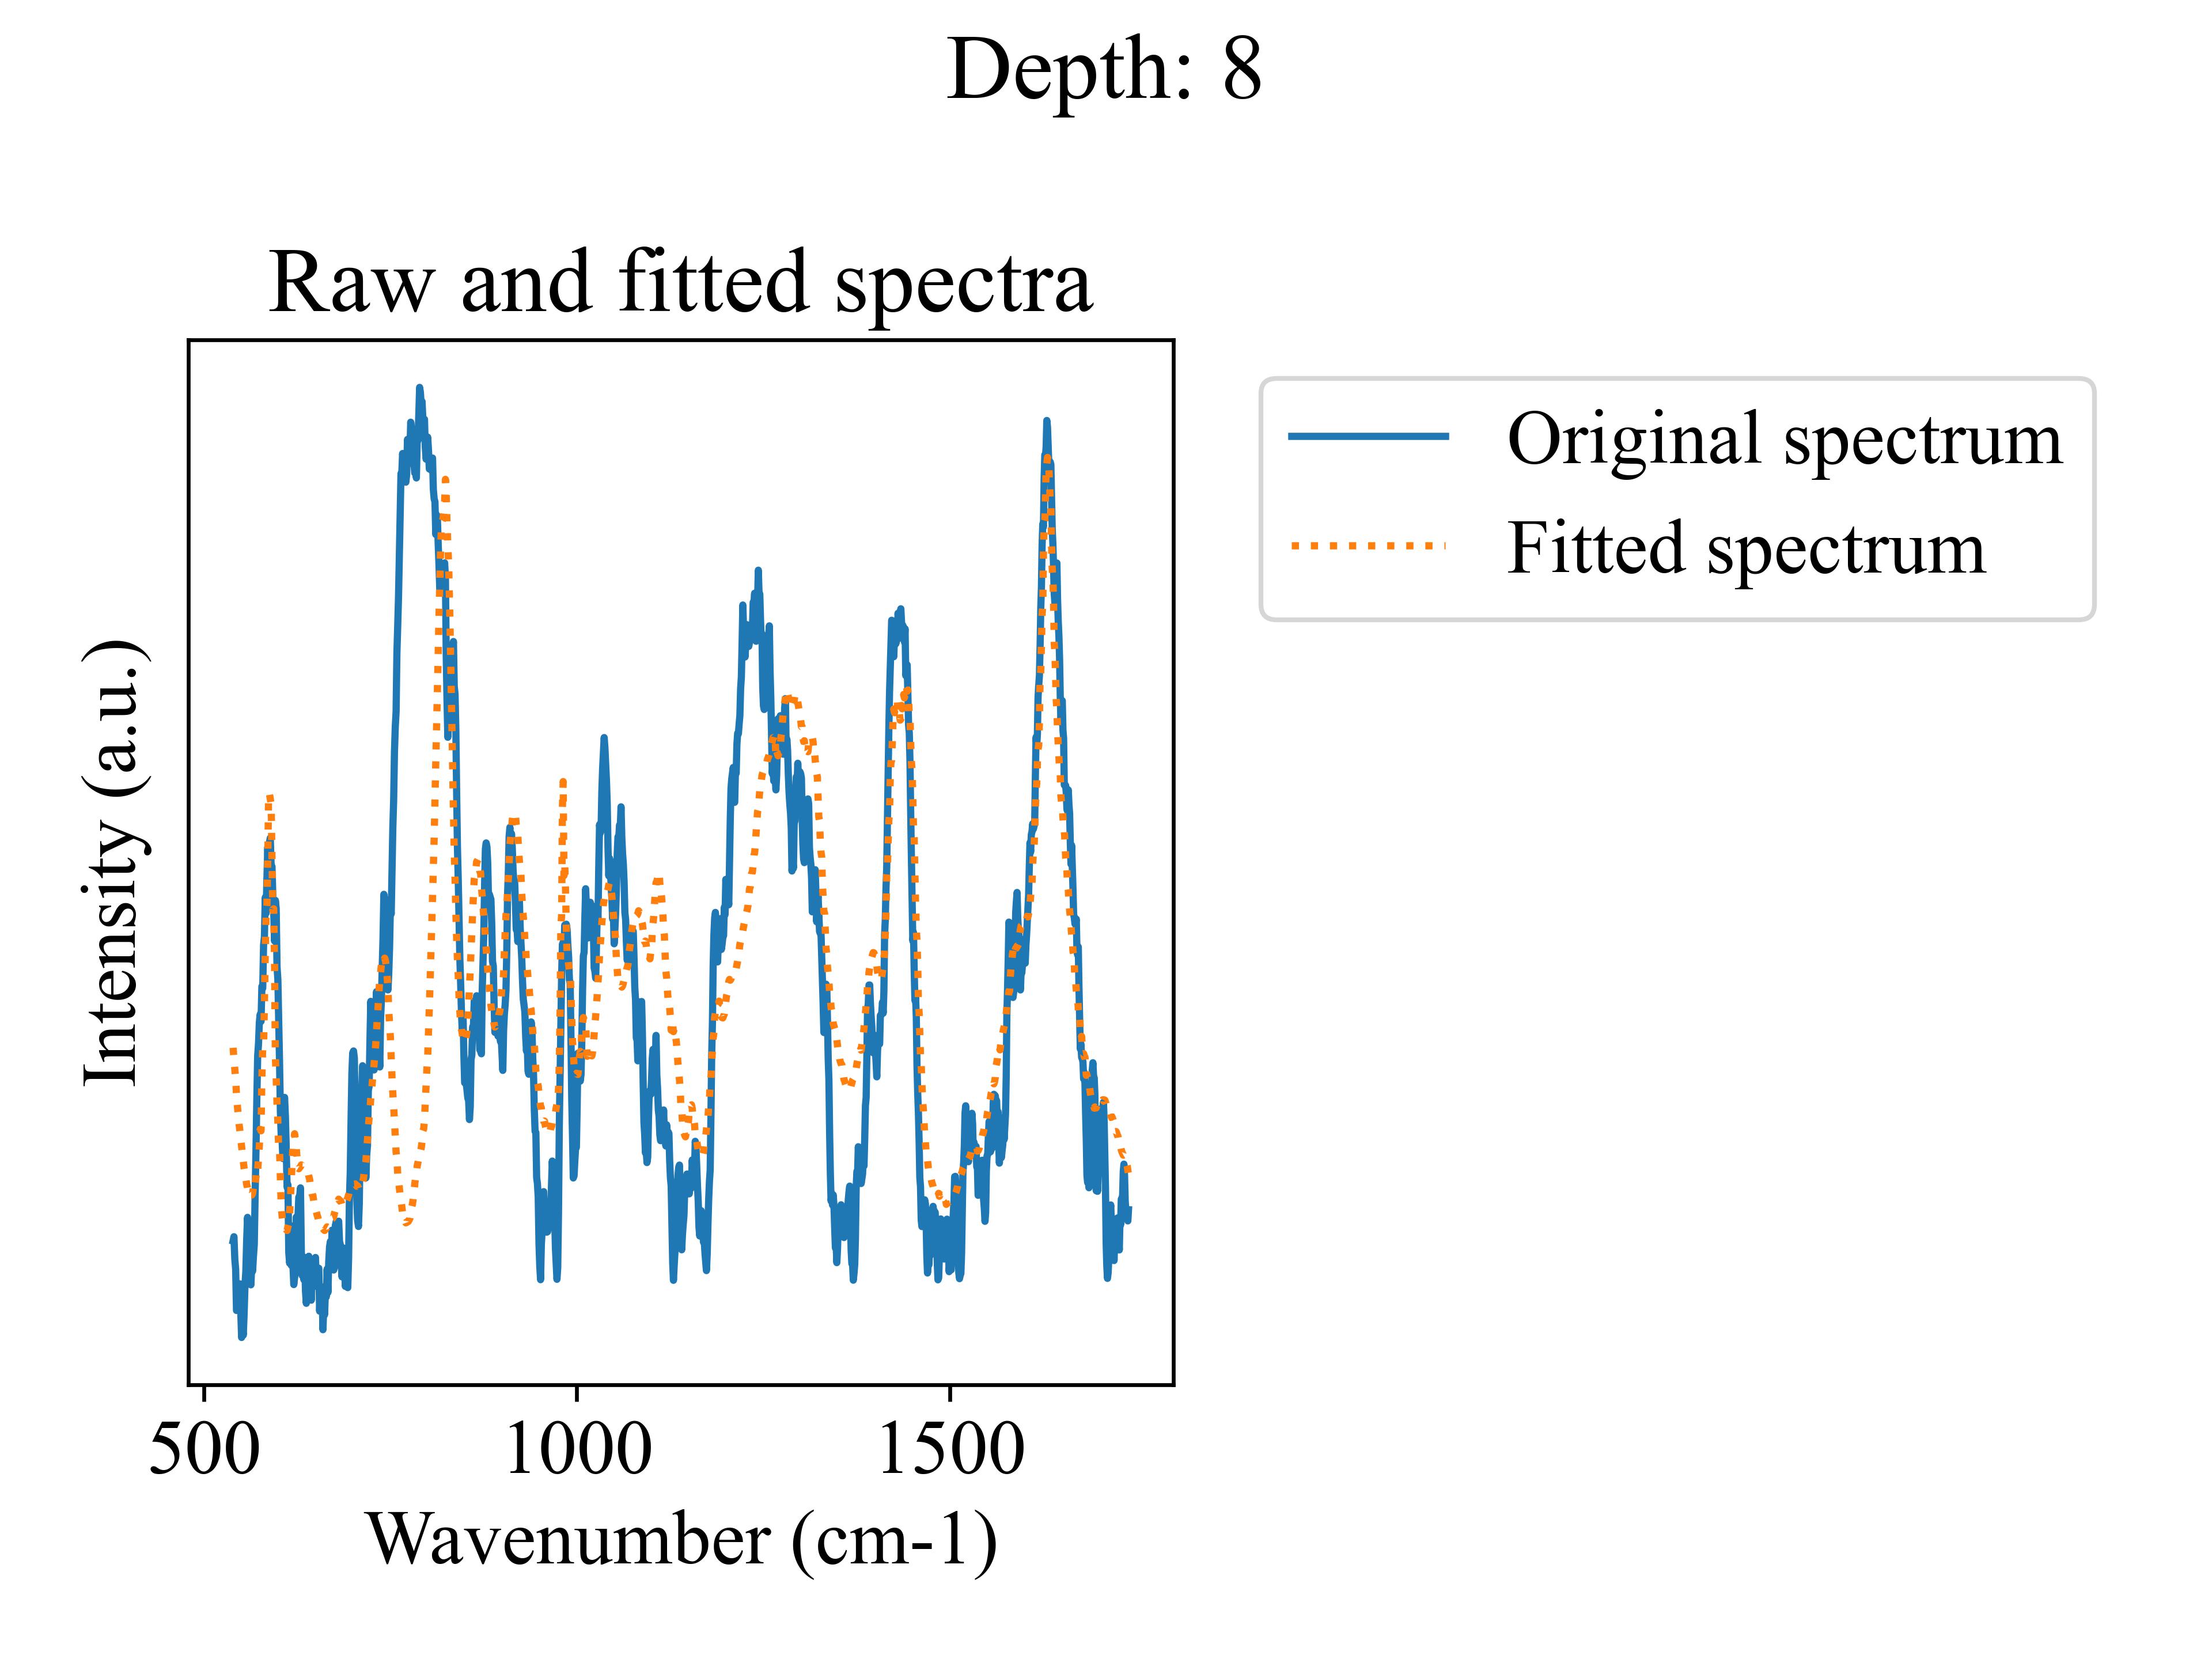 Depth: 8
Raw and fitted spectra
Original spectrum
Fitted spectrum
Intensity (a.u.)
500 1000 1500
Wavenumber (cm-1)